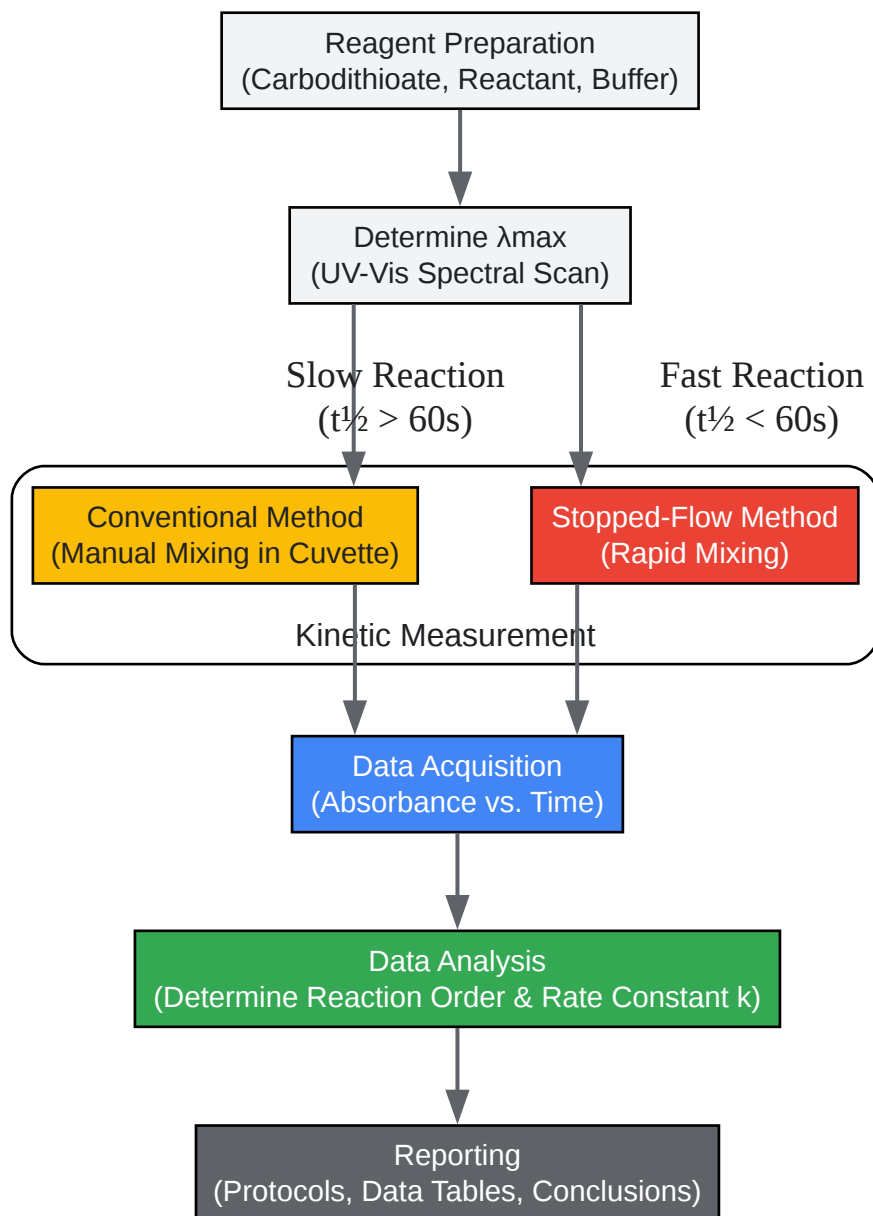 Reagent Preparation
(Carbodithioate, Reactant, Buffer)
Determine λmax
(UV-Vis Spectral Scan)
Slow Reaction
(t½ > 60s)
Fast Reaction
(t½ < 60s)
Conventional Method
(Manual Mixing in Cuvette)
Stopped-Flow Method
(Rapid Mixing)
Kinetic Measurement
Data Acquisition
(Absorbance vs. Time)
Data Analysis
(Determine Reaction Order & Rate Constant k)
Reporting
(Protocols, Data Tables, Conclusions)